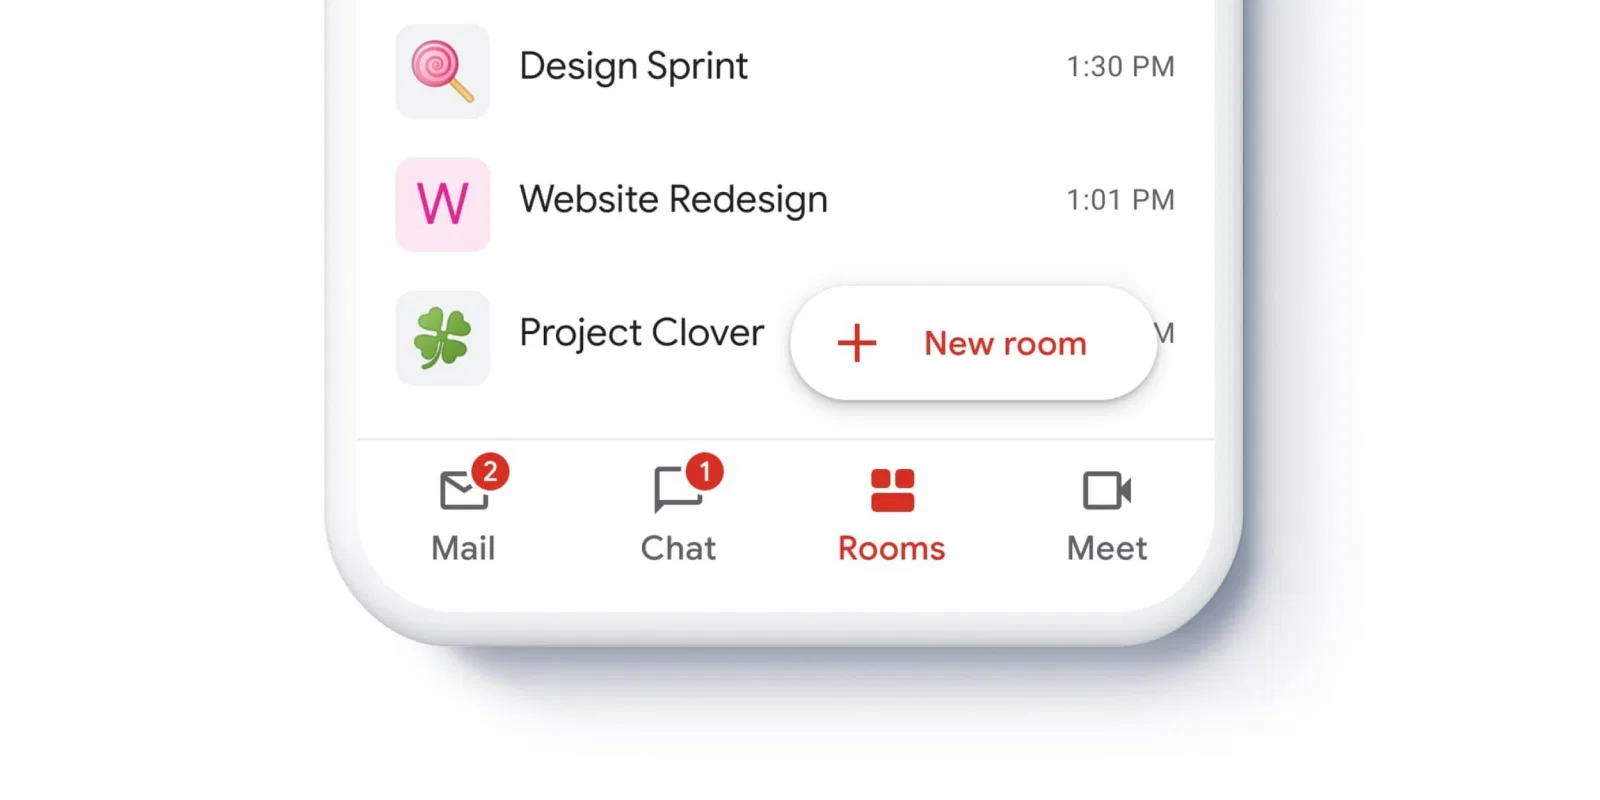 Design Sprint 1:30 PM
W Website Redesign 1:01 PM
Project Clover M
+ New room
2 1
Mail Chat Rooms Meet